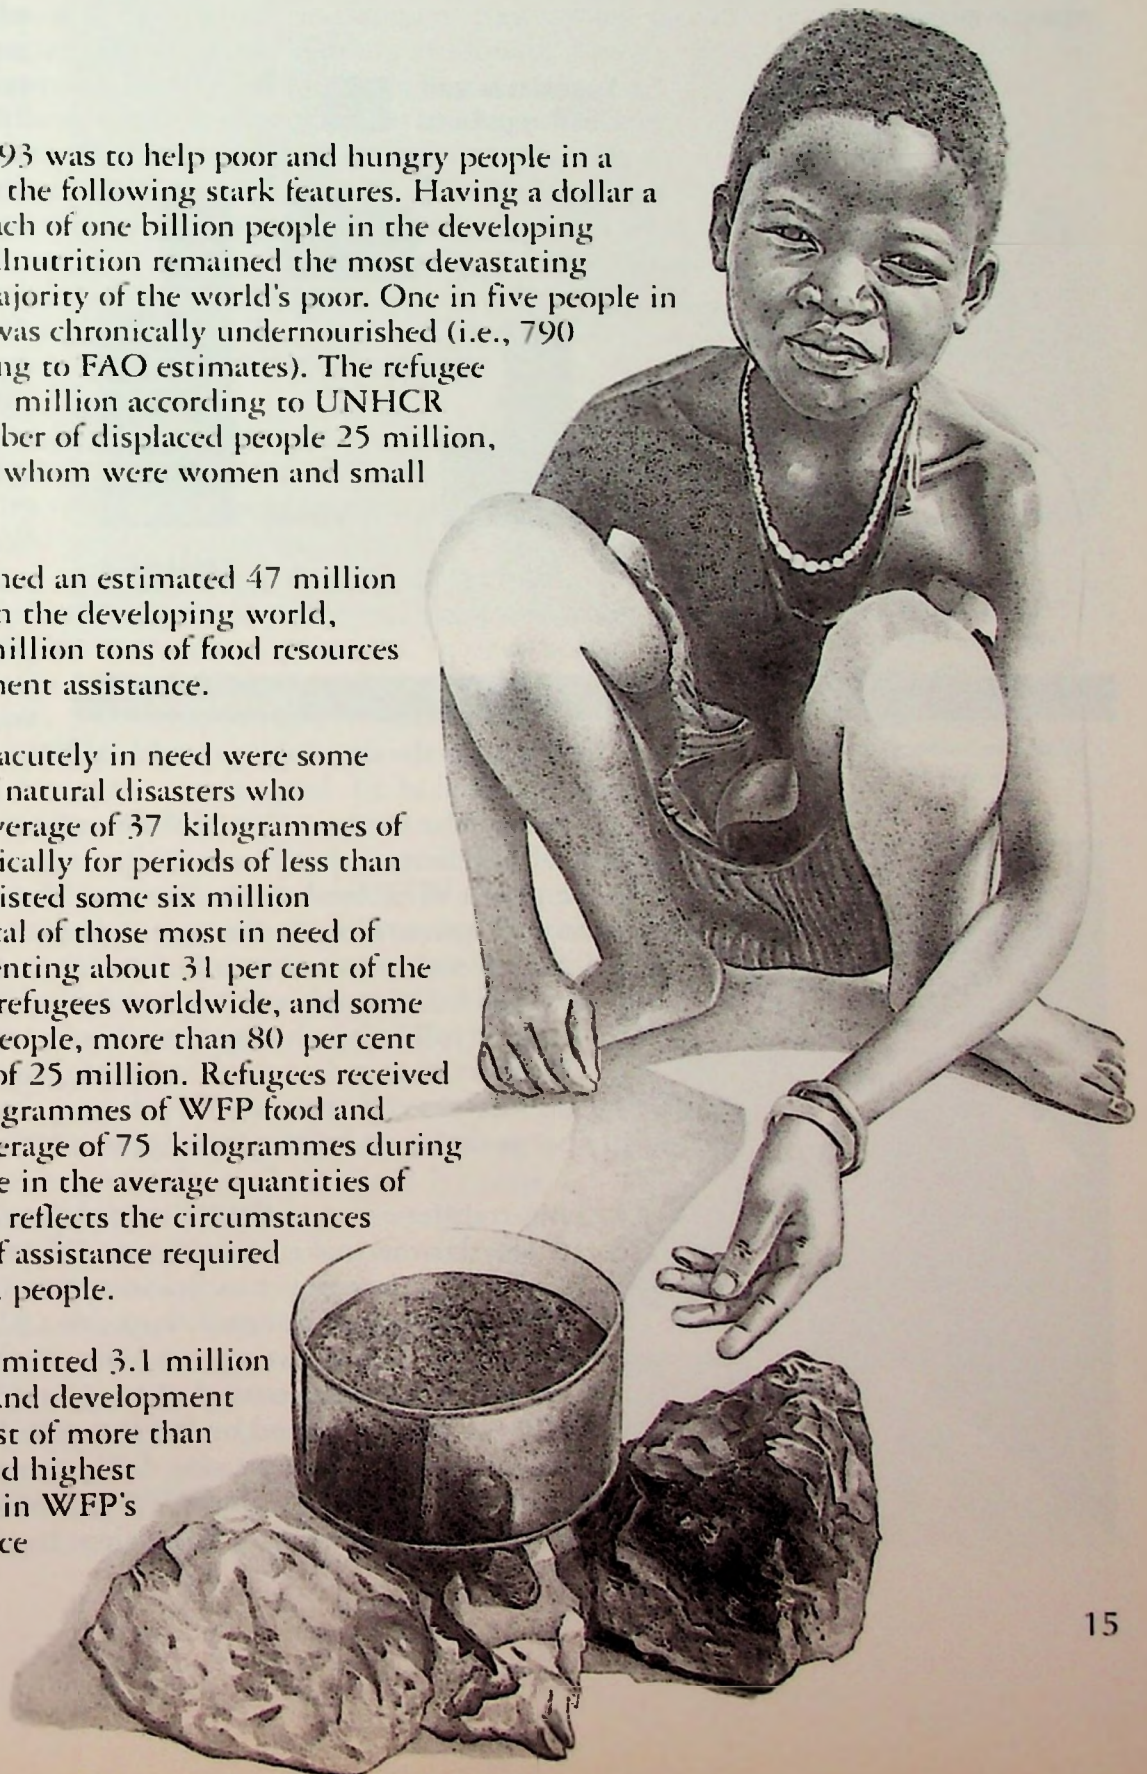 93 was to help poor and hungry people in a
the following stark features. Having a dollar a
ch of one billion people in the developing
lnutrition remained the most devastating
ajority of the world's poor. One in five people in
was chronically undernourished (i.e., 790
ng to FAO estimates). The refugee
million according to UNHCR
ber of displaced people 25 million,
whom were women and small
ned an estimated 47 million
n the developing world,
nillion tons of food resources
nent assistance.
acutely in need were some
natural disasters who
verage of 37 kilogrammes of
ically for periods of less than
isted some six million
tal of those most in need of
enting about 31 per cent of the
refugees worldwide, and some
eople, more than 80 per cent
of 25 million. Refugees received
grammes of WFP food and
erage of 75 kilogrammes during
e in the average quantities of
reflects the circumstances
f assistance required
people.
mitted 3.1 million
and development
st of more than
d highest
in WFP's
ce
15